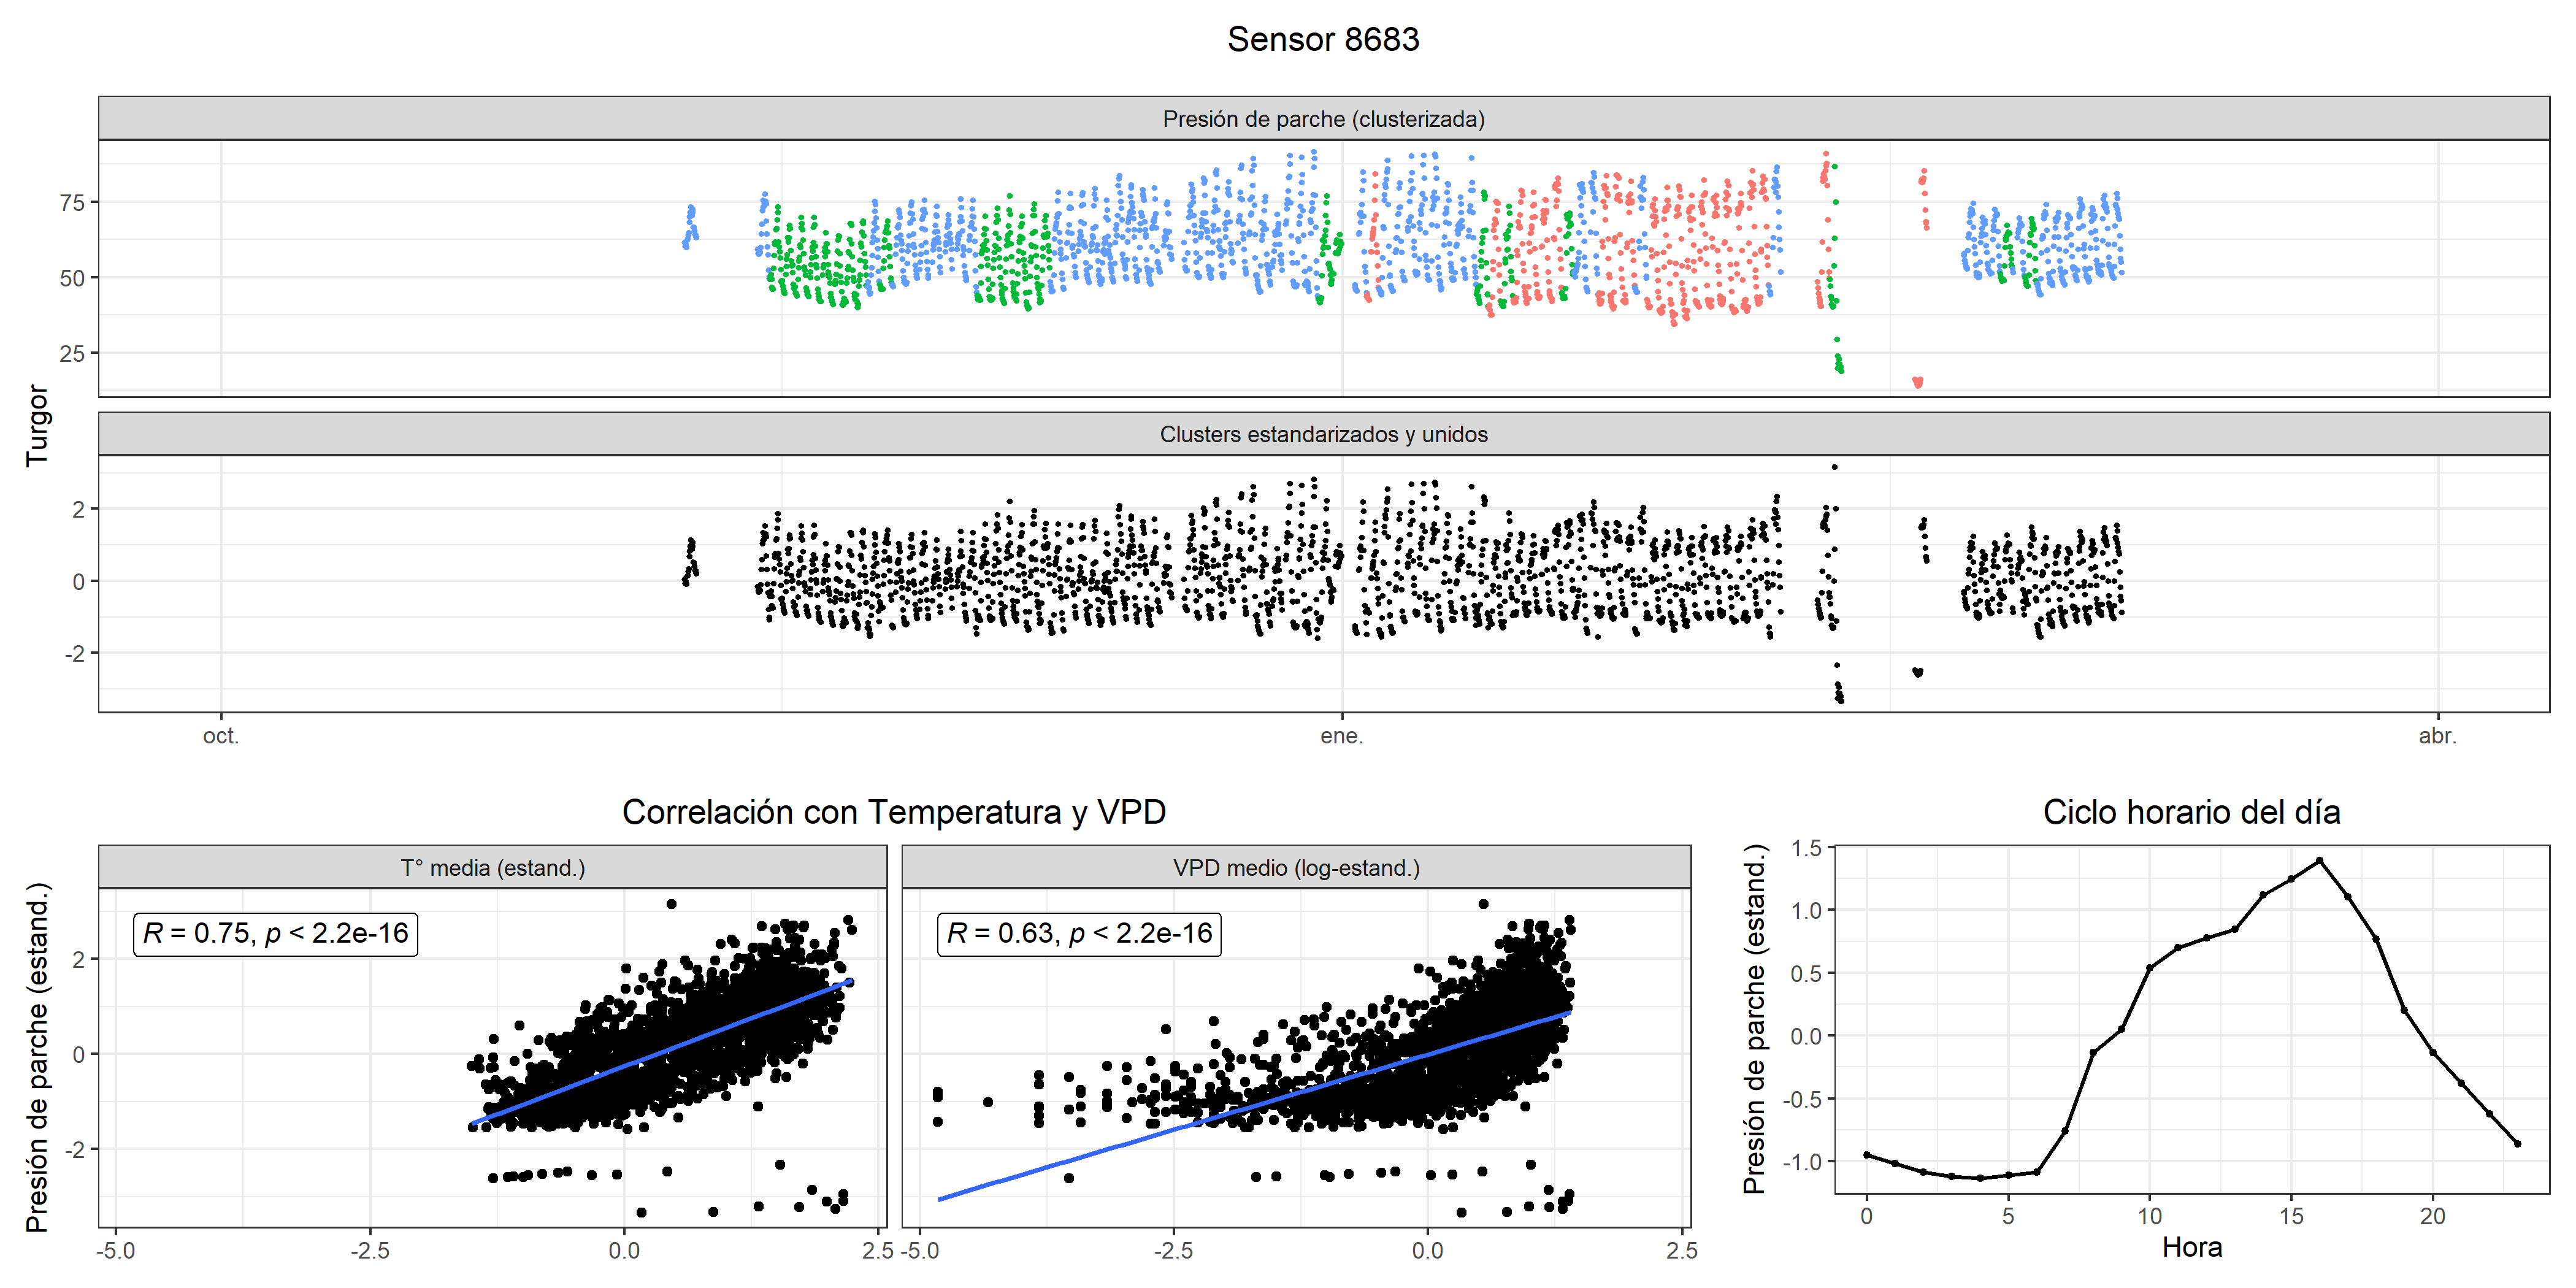 Sensor 8683
Presión de parche (clusterizada)
75
50
25
Turgor
Clusters estandarizados y unidos
2
0
-2
oct.
ene.
abr.
Correlación con Temperatura y VPD
T° media (estand.)
VPD medio (log-estand.)
R = 0.75, p < 2.2e-16
R = 0.63, p < 2.2e-16
Presión de parche (estand.)
2
0
-2
-5.0
-2.5
0.0
2.5
-5.0
-2.5
0.0
2.5
Ciclo horario del día
Presión de parche (estand.)
1.5
1.0
0.5
0.0
-0.5
-1.0
0
5
10
15
20
Hora